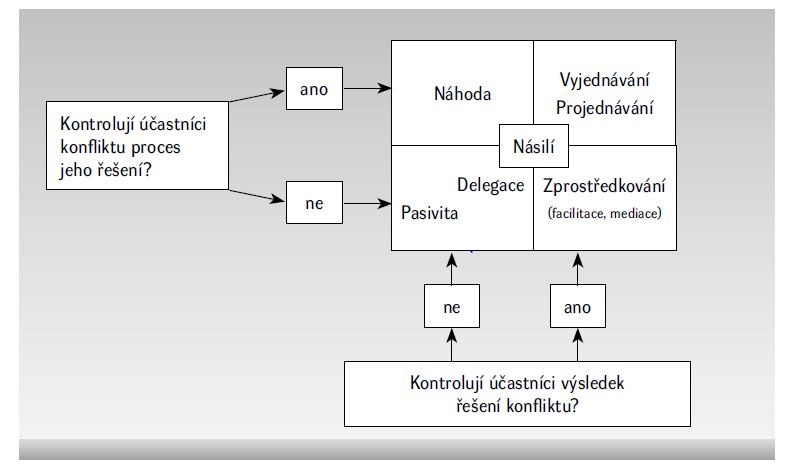 Kontrolují účastníci
konfliktu proces
jeho řešení?
ano
ne
Náhoda
Vyjednávání
Projednávání
Násilí
Delegace
Pasivita
Zprostředkování
(facilitace, mediace)
ne
ano
Kontrolují účastníci výsledek
řešení konfliktu?